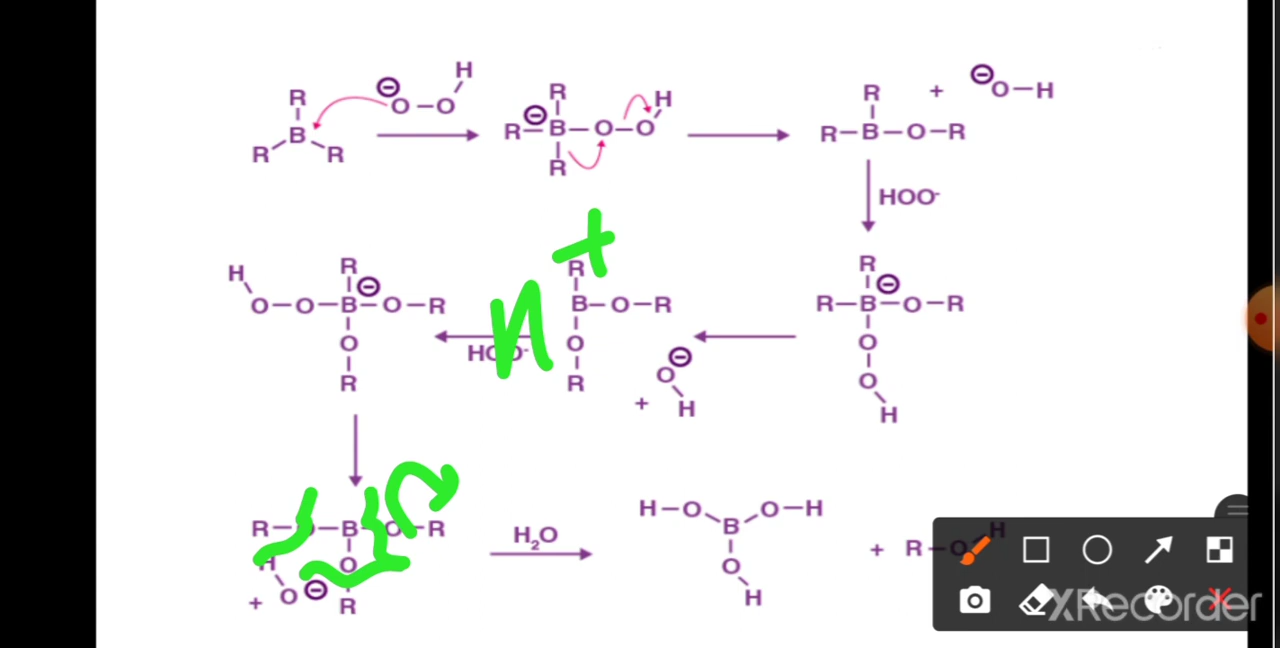 R
B
R R
⊖
O–O
H
R
R–B–O–O
⊖
H
R
R
R–B–O–R
+ ⊖O–H
HOO⁻
H
O–O–B–O–R
R
⊖
O
R
HOO⁻
R
B–O–R
O
R
+ O H
⊖
R
R–B–O–R
⊖
O
O
H
n+
R– –B–O–R
O
R
+ O ⊖
H₂O
H–O O–H
B
O
H
+ R–O H
XRecorder